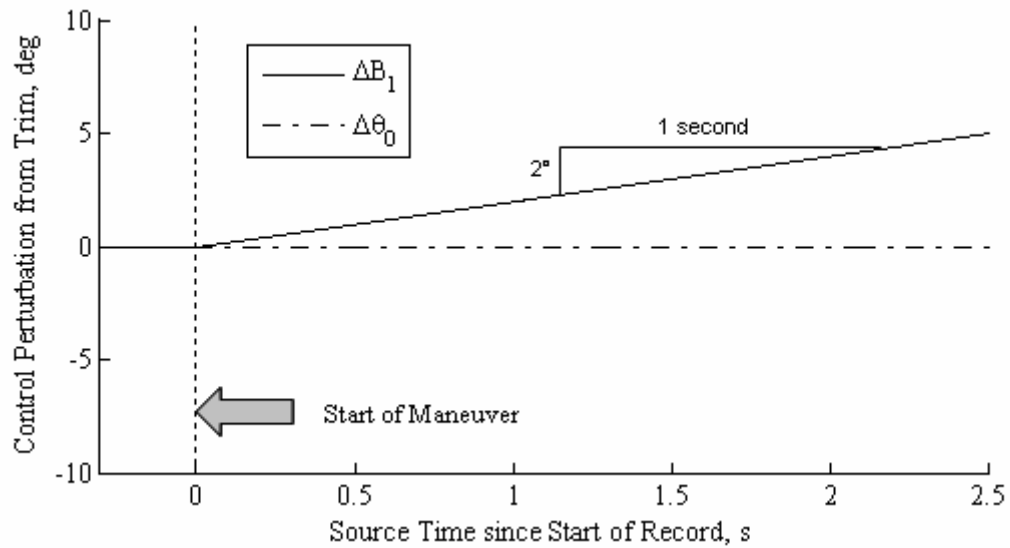 Control Perturbation from Trim, deg
10
5
0
-5
-10
ΔB1
Δθ0
1 second
2°
Start of Maneuver
0
0.5
1
1.5
2
2.5
Source Time since Start of Record, s